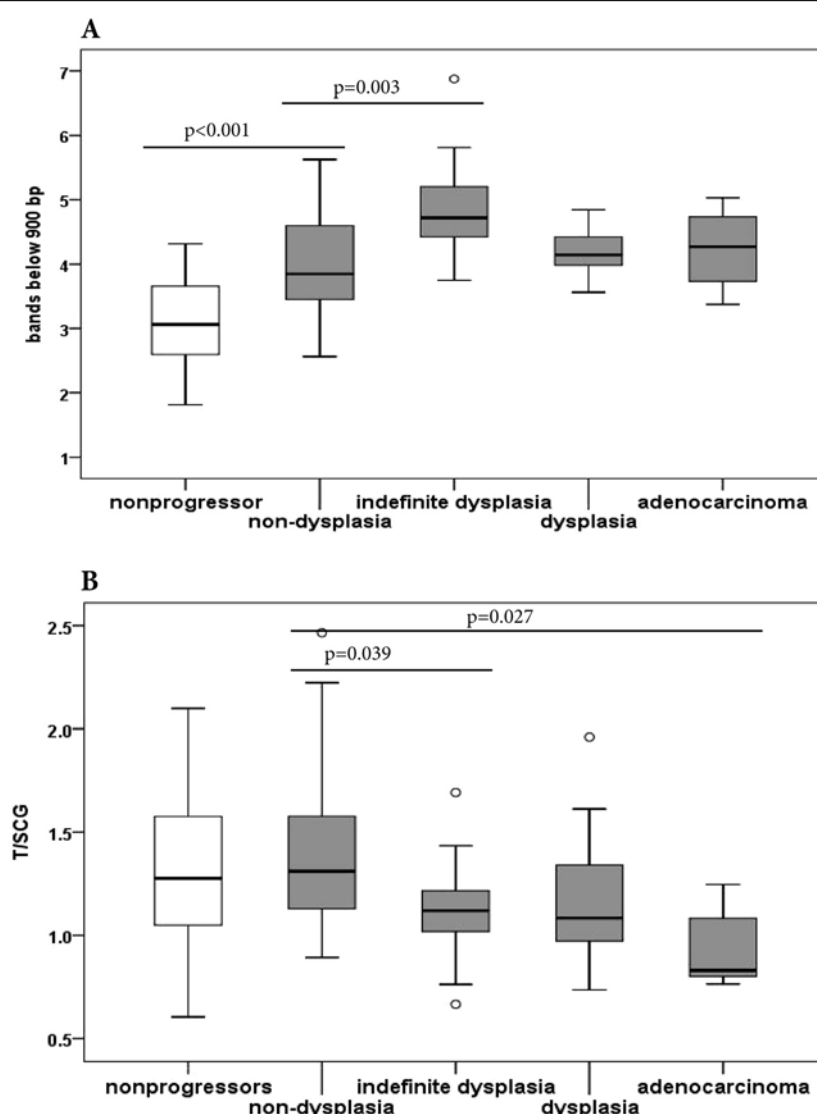 A
7
p=0.003
6
p<0.001
5
bands below 900 bp
4
3
2
1
nonprogressor
indefinite dysplasia
adenocarcinoma
non-dysplasia
dysplasia
B
2.5
p=0.027
p=0.039
2.0
T/SCG
1.5
1.0
0.5
nonprogressors
indefinite dysplasia
adenocarcinoma
non-dysplasia
dysplasia